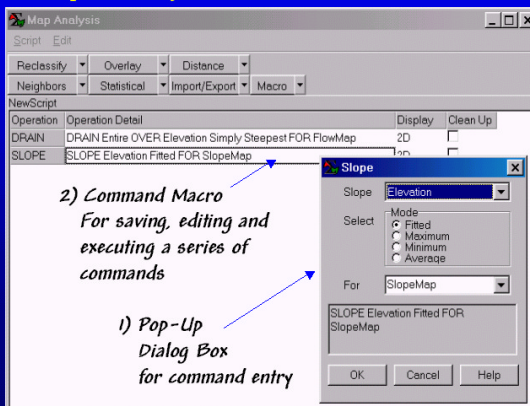 Map Analysis
Script Edit
Reclassify Overlay Distance
Neighbors Statistical Import/Export Macro
NewScript
Operation Operation Detail Display Clean Up
DRAIN DRAIN Entire OVER Elevation Simply Steepest FOR FlowMap 2D
SLOPE SLOPE Elevation Fitted FOR SlopeMap 2D
Slope
Slope Elevation
Select Mode
Fitted
Maximum
Minimum
Average
For SlopeMap
SLOPE Elevation Fitted FOR
SlopeMap
OK Cancel Help
2) Command Macro
For saving, editing and
executing a series of
commands
1) Pop-Up
Dialog Box
for command entry